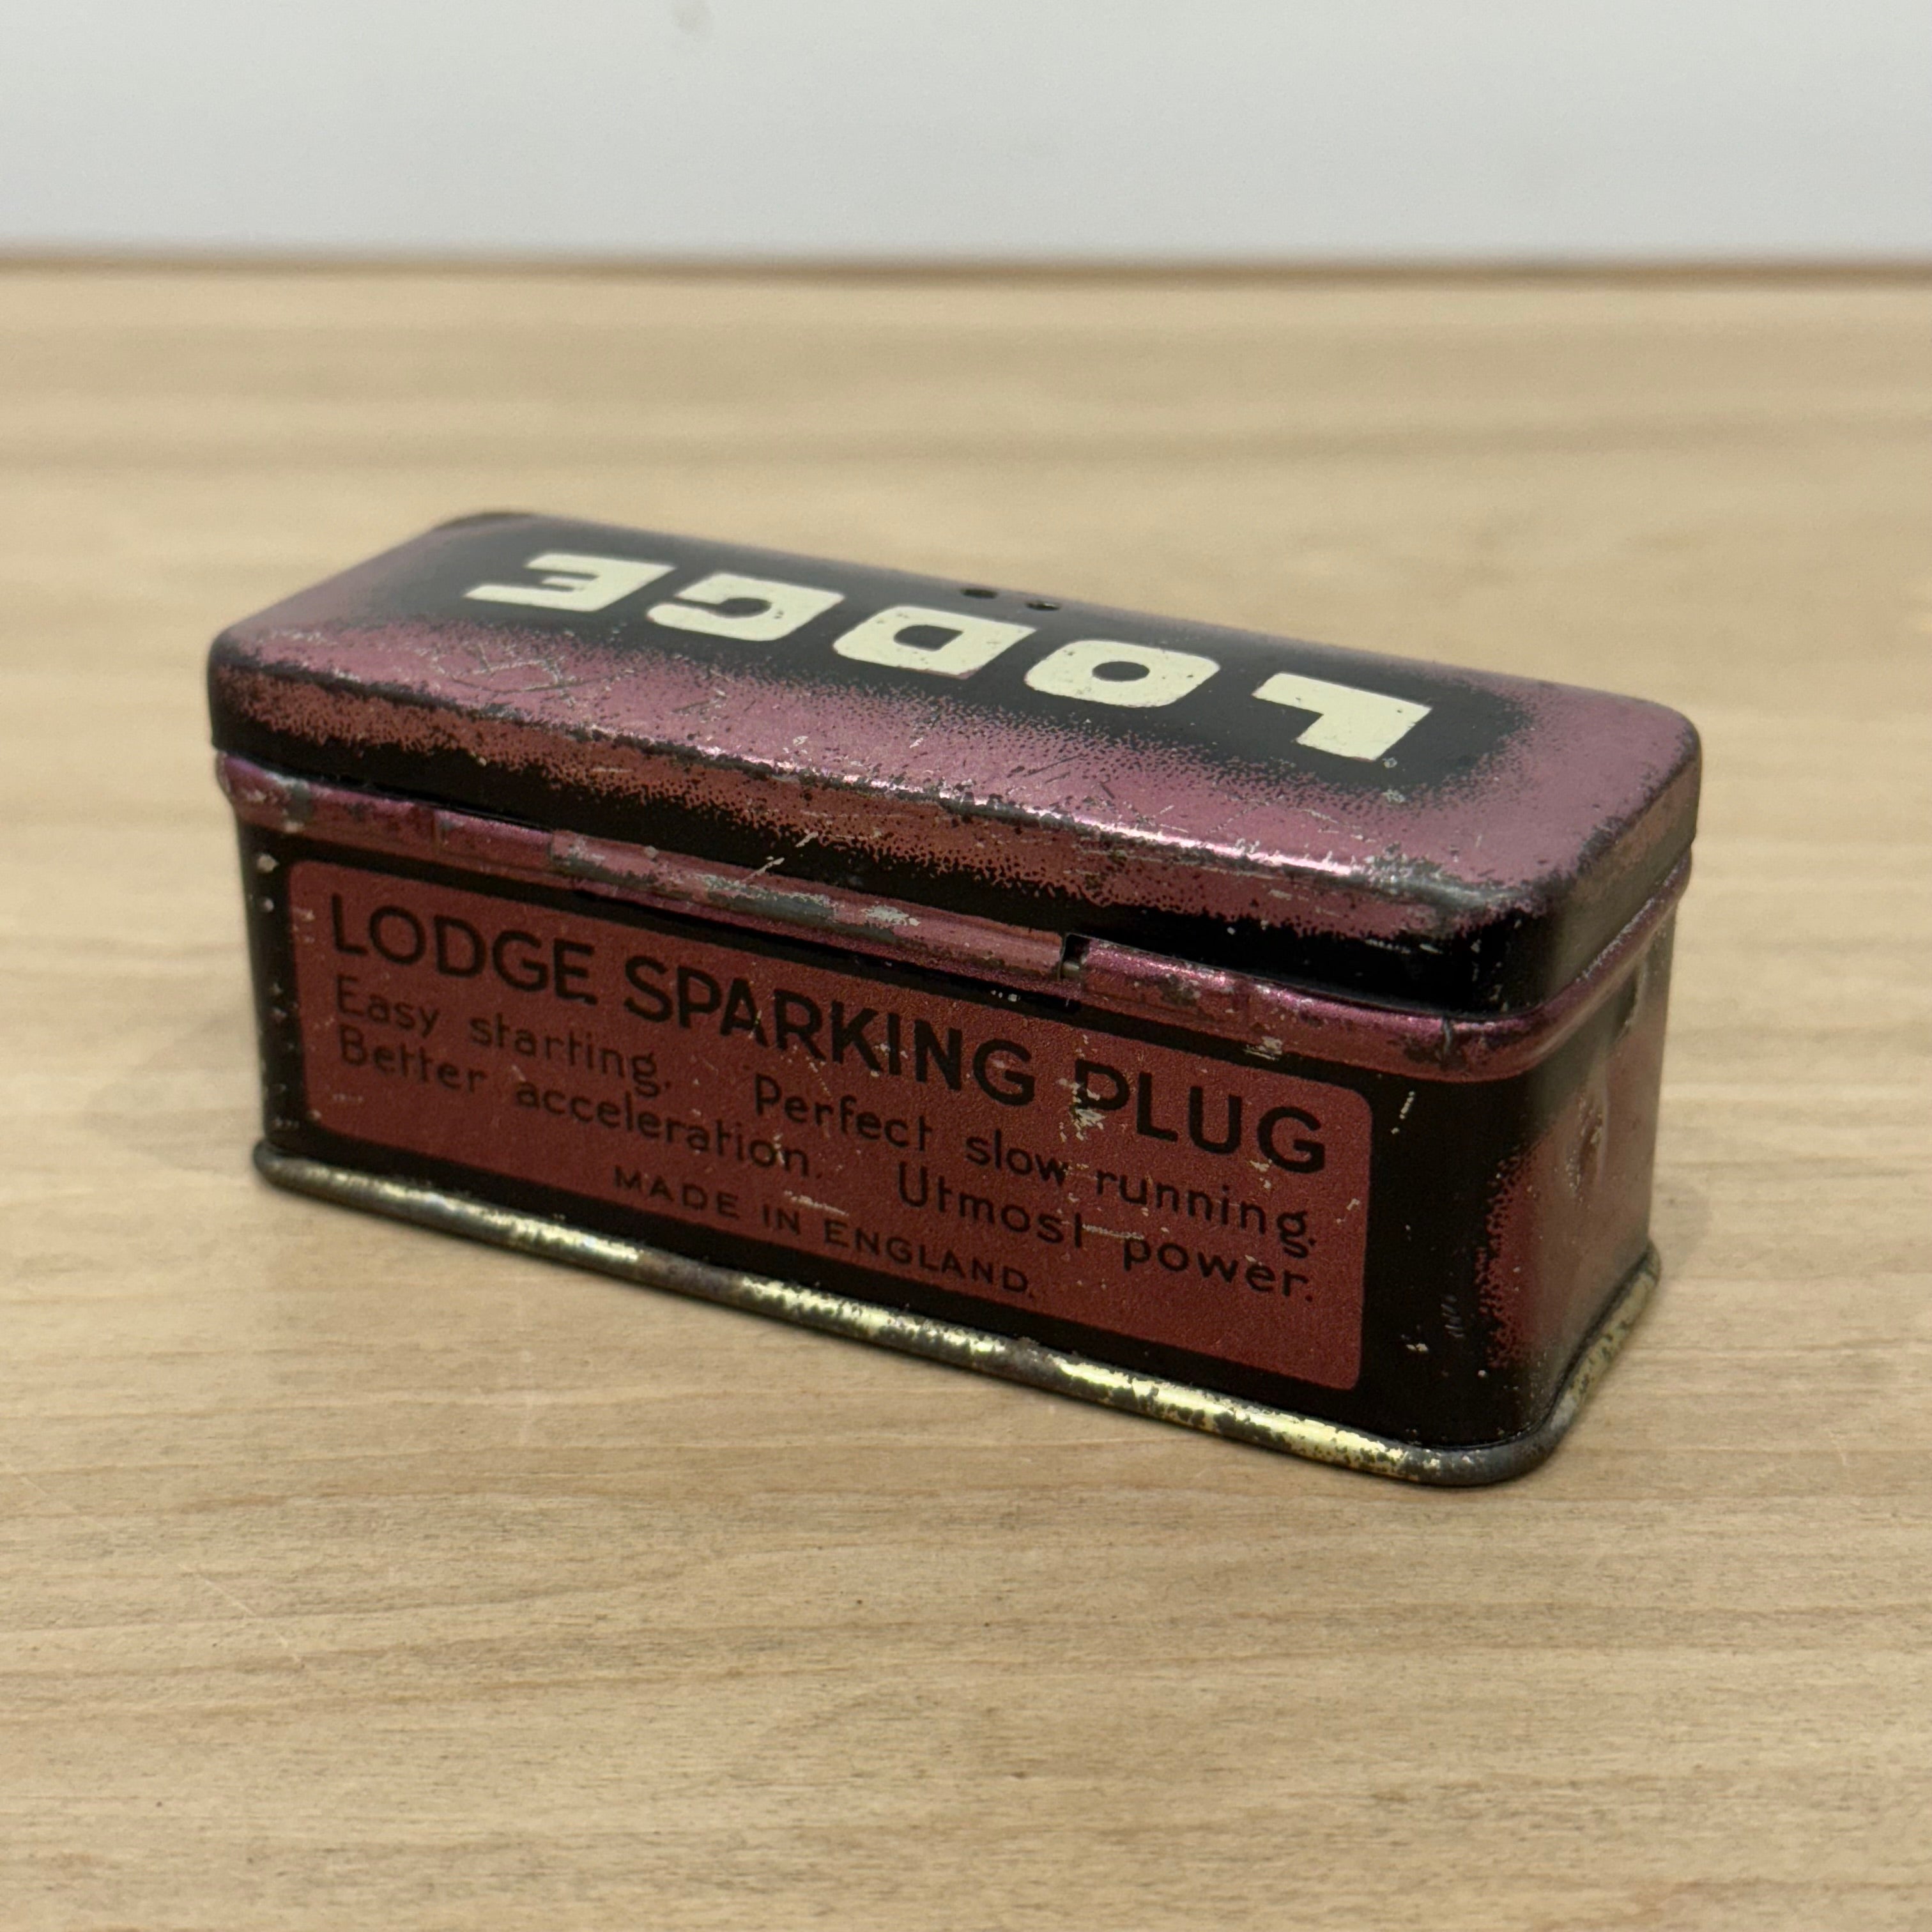 LODGE
LODGE SPARKING PLUG
Easy starting. Perfect slow running.
Better acceleration. Utmost power.
MADE IN ENGLAND.